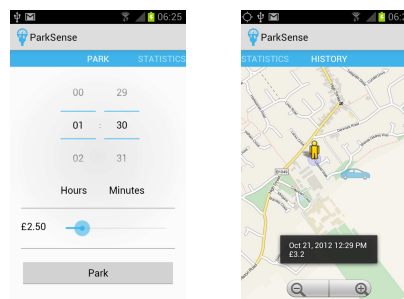 06:25
ParkSense
PARK STATISTICS
00 29
01 : 30
02 31
Hours Minutes
£2.50
Park
06:2
ParkSense
STATISTICS HISTORY
Oct 21, 2012 12:29 PM
£3.2